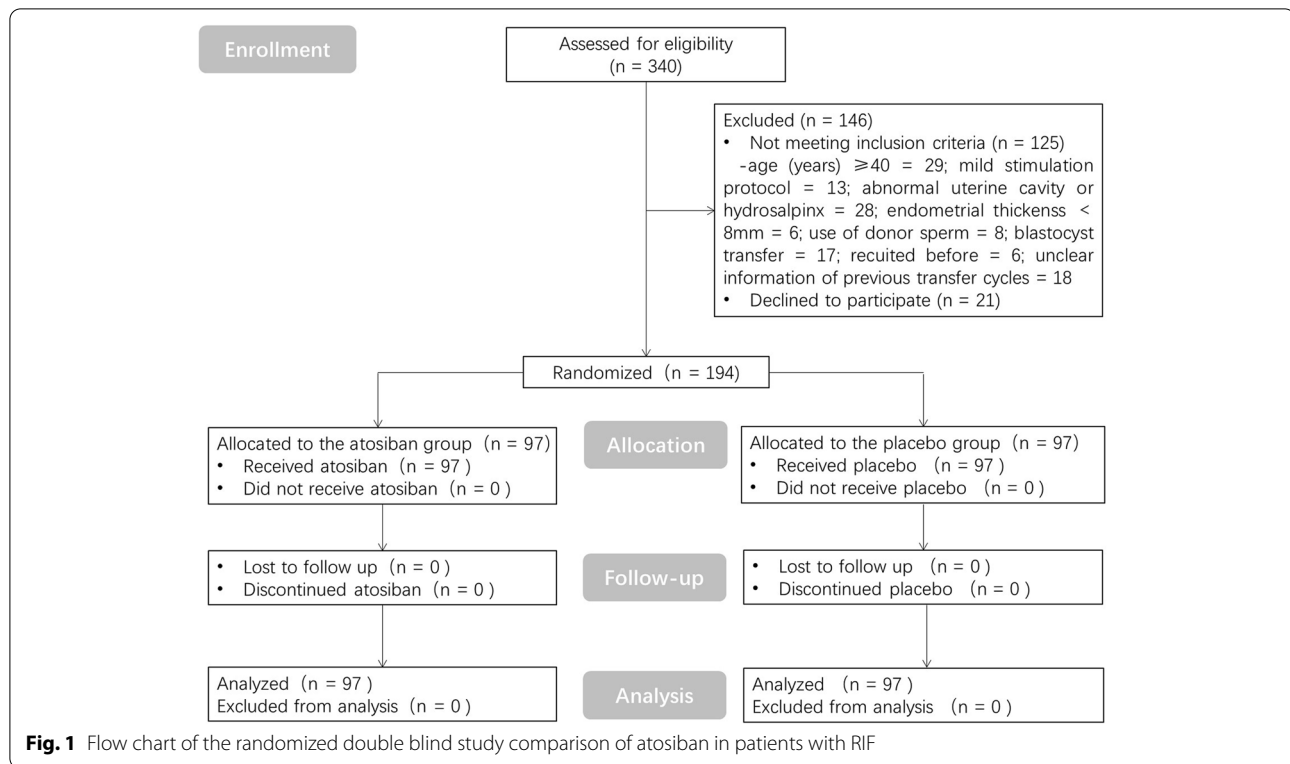 Enrollment
Assessed for eligibility
(n = 340)
Excluded (n = 146)
• Not meeting inclusion criteria (n = 125)
-age (years) ⩾40 = 29; mild stimulation
protocol = 13; abnormal uterine cavity or
hydrosalpinx = 28; endometrial thickenss <
8mm = 6; use of donor sperm = 8; blastocyst
transfer = 17; recuited before = 6; unclear
information of previous transfer cycles = 18
• Declined to participate (n = 21)
Randomized (n = 194)
Allocation
Allocated to the atosiban group (n = 97)
• Received atosiban (n = 97 )
• Did not receive atosiban (n = 0 )
Allocated to the placebo group (n = 97)
• Received placebo (n = 97 )
• Did not receive placebo (n = 0 )
Follow-up
• Lost to follow up (n = 0 )
• Discontinued atosiban (n = 0 )
• Lost to follow up (n = 0 )
• Discontinued placebo (n = 0 )
Analysis
Analyzed (n = 97 )
Excluded from analysis (n = 0 )
Analyzed (n = 97 )
Excluded from analysis (n = 0 )
Fig. 1 Flow chart of the randomized double blind study comparison of atosiban in patients with RIF